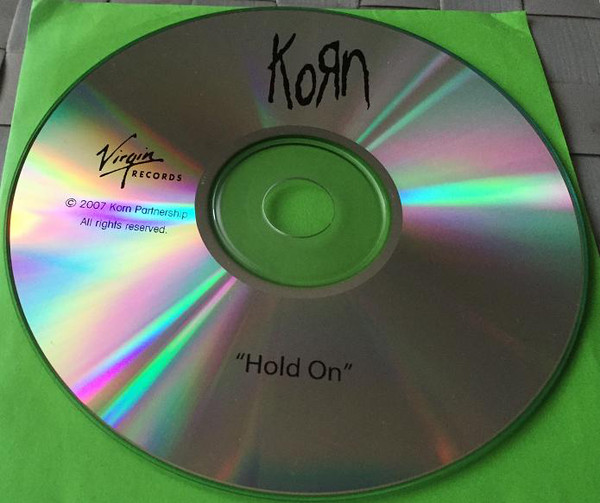 KoЯn
Virgin
RECORDS
© 2007 Korn Partnership
All rights reserved.
“Hold On”